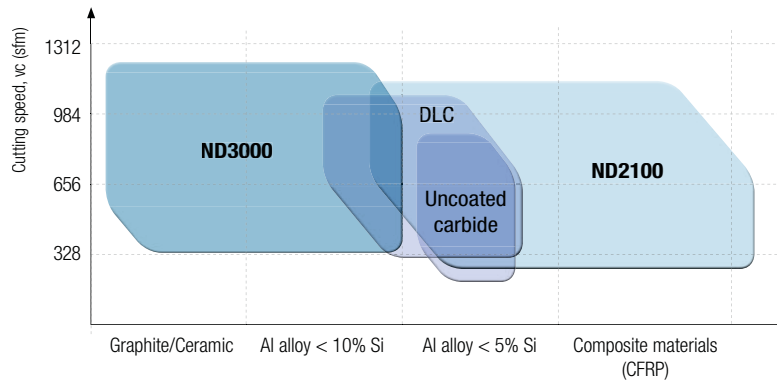 Cutting speed, vc (sfm)
1312
984
656
328
ND3000
DLC
Uncoated
carbide
ND2100
Graphite/Ceramic
Al alloy < 10% Si
Al alloy < 5% Si
Composite materials
(CFRP)